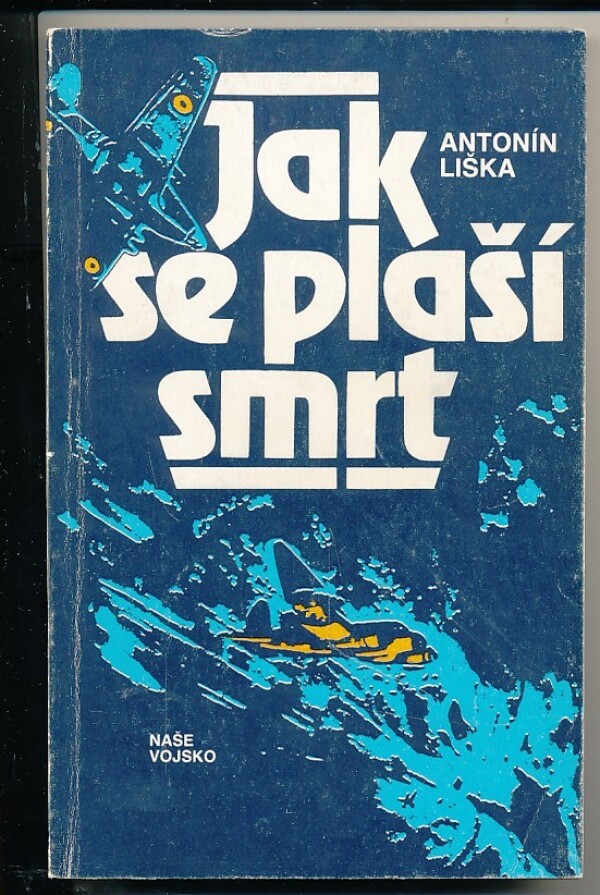 Jak
se plaší
smrt
ANTONÍN
LIŠKA
NAŠE
VOJSKO